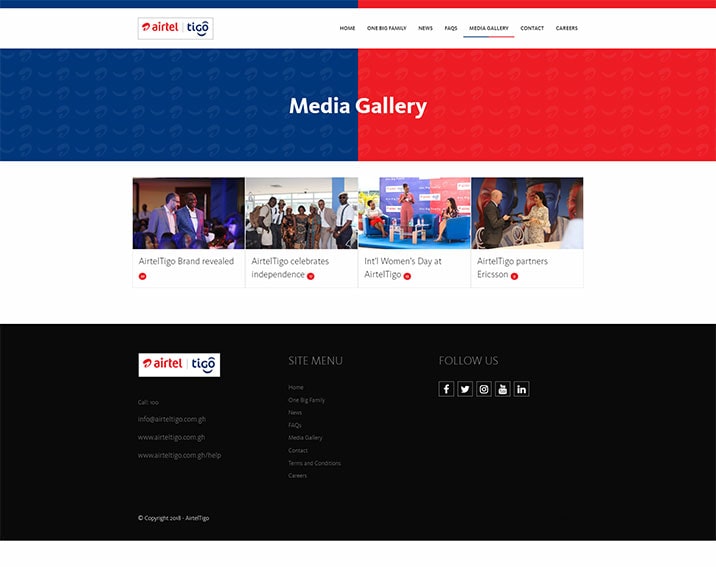 airtel tigo
HOME ONE BIG FAMILY NEWS FAQS MEDIA GALLERY CONTACT CAREERS
Media Gallery
AirtelTigo Brand revealed
AirtelTigo celebrates
independence
Int'l Women's Day at
AirtelTigo
AirtelTigo partners
Ericsson
airtel tigo
Call: 100
info@airteltigo.com.gh
www.airteltigo.com.gh
www.airteltigo.com.gh/help
SITE MENU
Home
One Big Family
News
FAQs
Media Gallery
Contact
Terms and Conditions
Careers
FOLLOW US
© Copyright 2018 - AirtelTigo